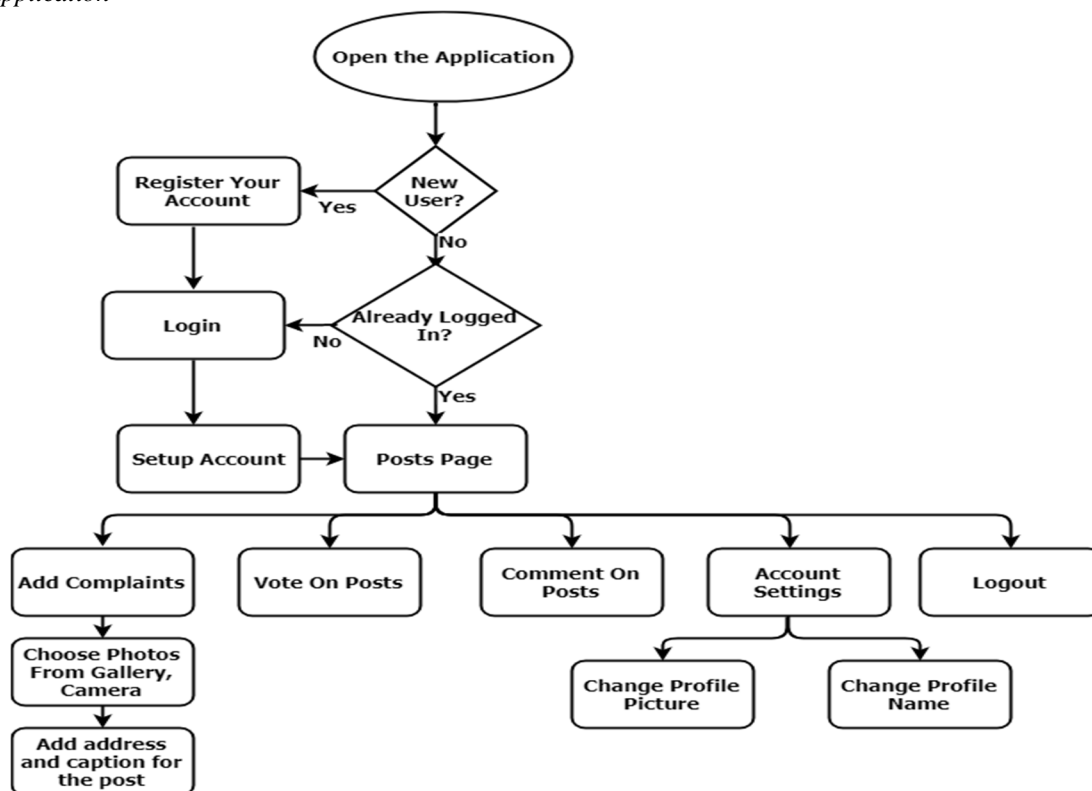 Application
Open the Application
New
User?
Yes
Register Your
Account
No
Already Logged
In?
No
Login
Yes
Setup Account
Posts Page
Add Complaints
Vote On Posts
Comment On
Posts
Account
Settings
Logout
Choose Photos
From Gallery,
Camera
Change Profile
Picture
Change Profile
Name
Add address
and caption for
the post